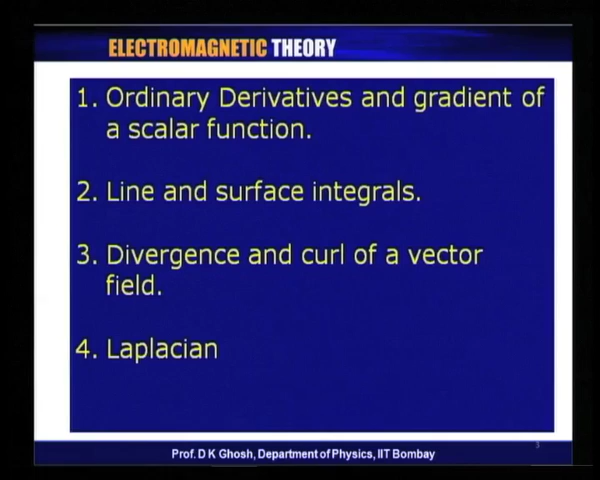 ELECTROMAGNETIC THEORY
1. Ordinary Derivatives and gradient of
a scalar function.
2. Line and surface integrals.
3. Divergence and curl of a vector
field.
4. Laplacian
3
Prof. D K Ghosh, Department of Physics, IIT Bombay